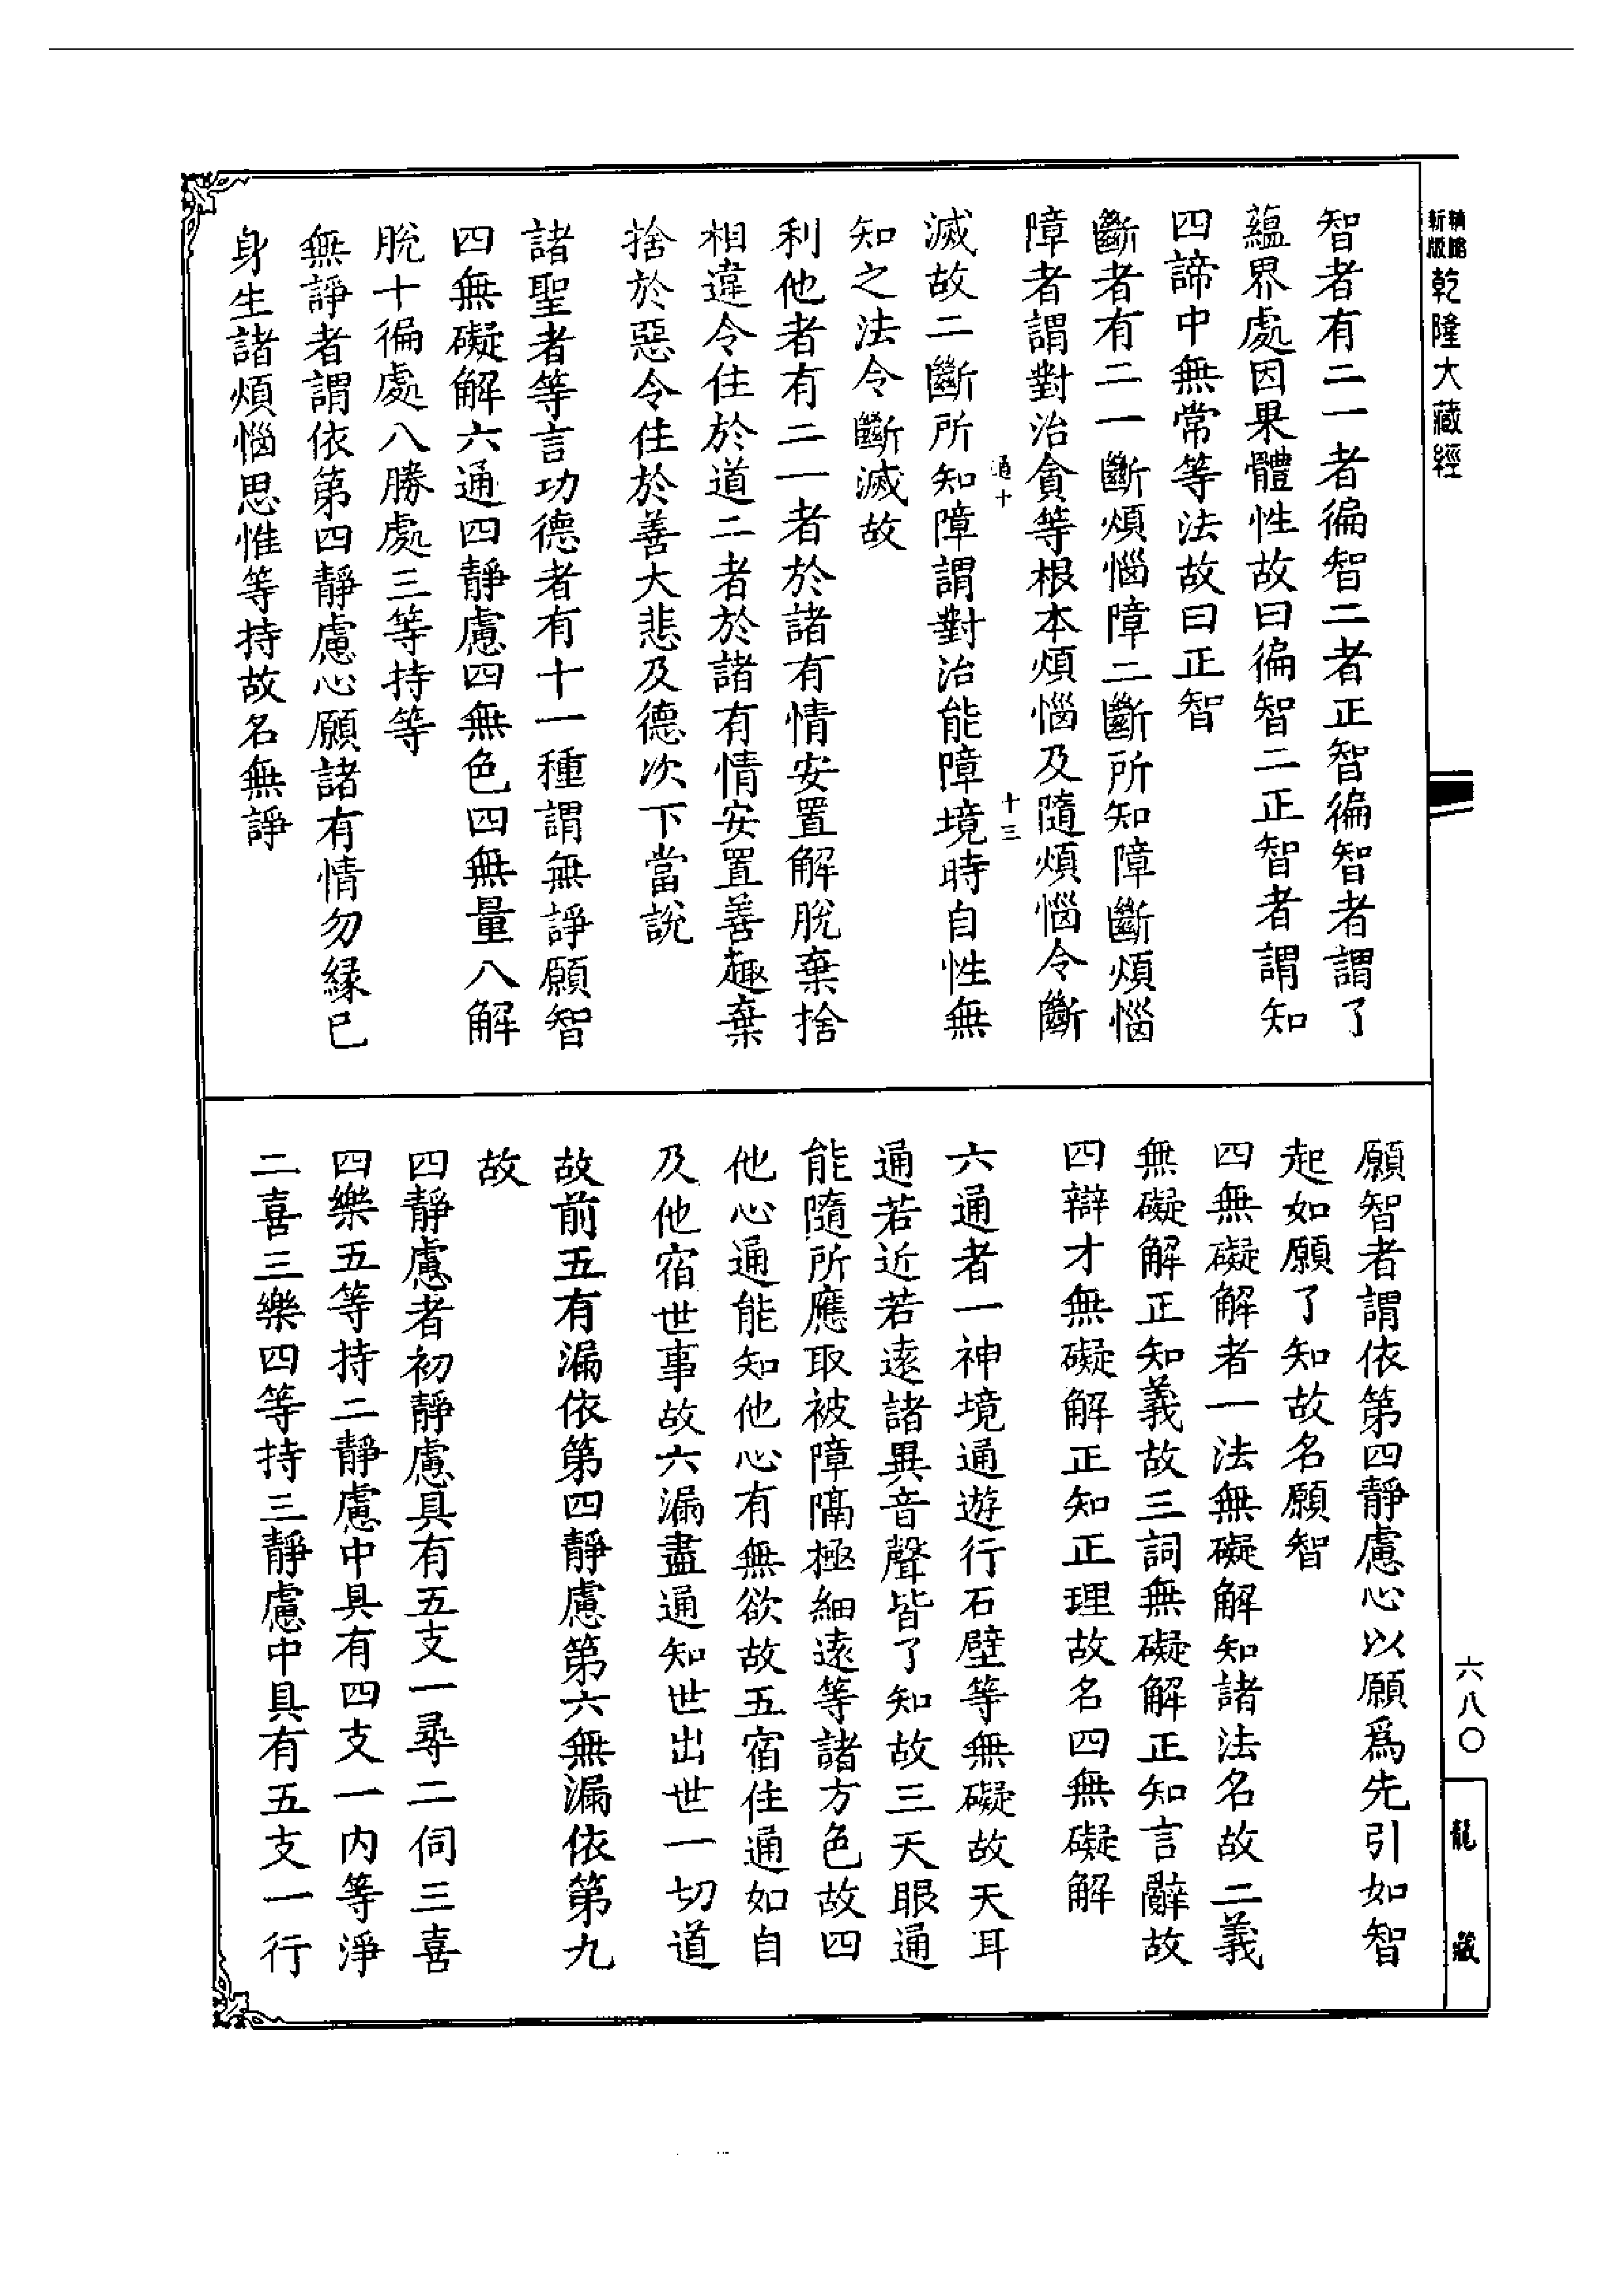 新版精縮乾隆大藏經
智者有二一者徧智二者正智徧智者謂了
蘊界處因果體性故曰徧智二正智者謂知
四諦中無常等法故曰正智
斷者有二一斷煩惱障二斷所知障斷煩惱
障者謂對治貪等根本煩惱及隨煩惱令斷
通十
十三
滅故二斷所知障謂對治能障境時自性無
知之法令斷滅故
利他者有二一者於諸有情安置解脫棄捨
相違令住於道二者於諸有情安置善趣棄
捨於惡令住於善大悲及德次下當說
諸聖者等言功德者有十一種謂無諍願智
四無礙解六通四靜慮四無色四無量八解
脫十徧處八勝處三等持等
無諍者謂依第四靜慮心願諸有情勿緣已
身生諸煩惱思惟等持故名無諍
願智者謂依第四靜慮心以願爲先引如智
起如願了知故名願智
四無礙解者一法無礙解知諸法名故二義
無礙解正知義故三詞無礙解正知言辭故
四辯才無礙解正知正理故名四無礙解
六通者一神境通遊行石壁等無礙故天耳
通若近若遠諸異音聲皆了知故三天眼通
能隨所應取被障隔極細遠等諸方色故四
他心通能知他心有無欲故五宿住通如自
及他宿世事故六漏盡通知世出世一切道
故前五有漏依第四靜慮第六無漏依第九
故
四靜慮者初靜慮具有五支一尋二伺三喜
四樂五等持二靜慮中具有四支一內等淨
二喜三樂四等持三靜慮中具有五支一行
六八〇
龍藏